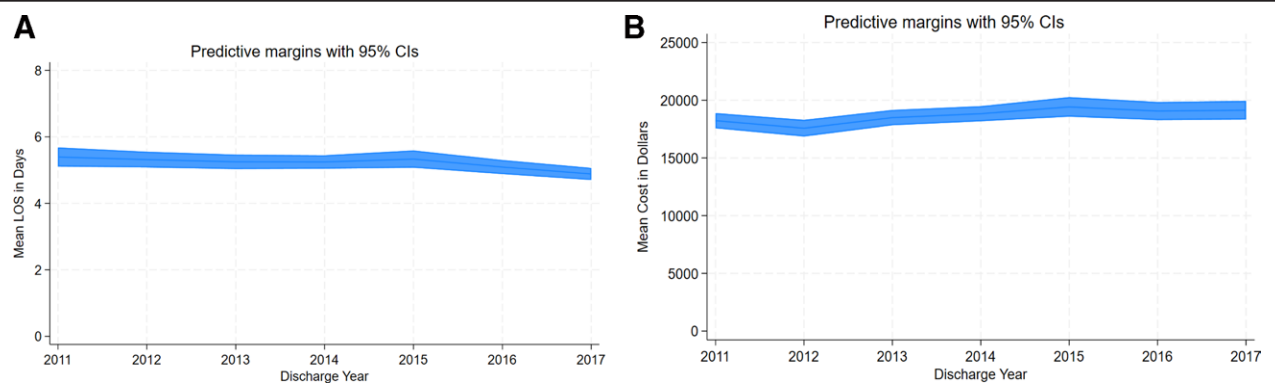 A
Predictive margins with 95% CIs
8
6
4
2
0
Mean LOS in Days
2011 2012 2013 2014 2015 2016 2017
Discharge Year
B
Predictive margins with 95% CIs
25000
20000
15000
10000
5000
0
Mean Cost in Dollars
2011 2012 2013 2014 2015 2016 2017
Discharge Year